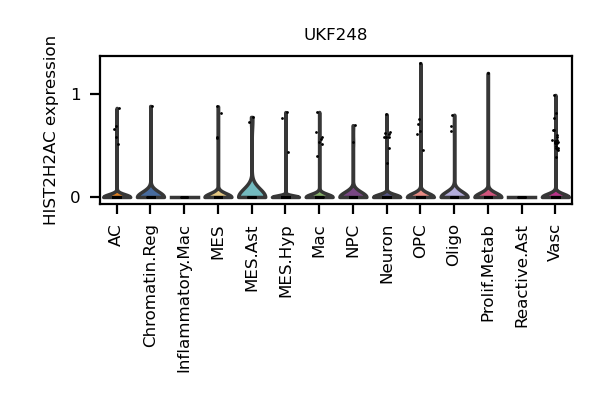 UKF248
HIST2H2AC expression
1
0
AC
Chromatin.Reg
Inflammatory.Mac
MES
MES.Ast
MES.Hyp
Mac
NPC
Neuron
OPC
Oligo
Prolif.Metab
Reactive.Ast
Vasc